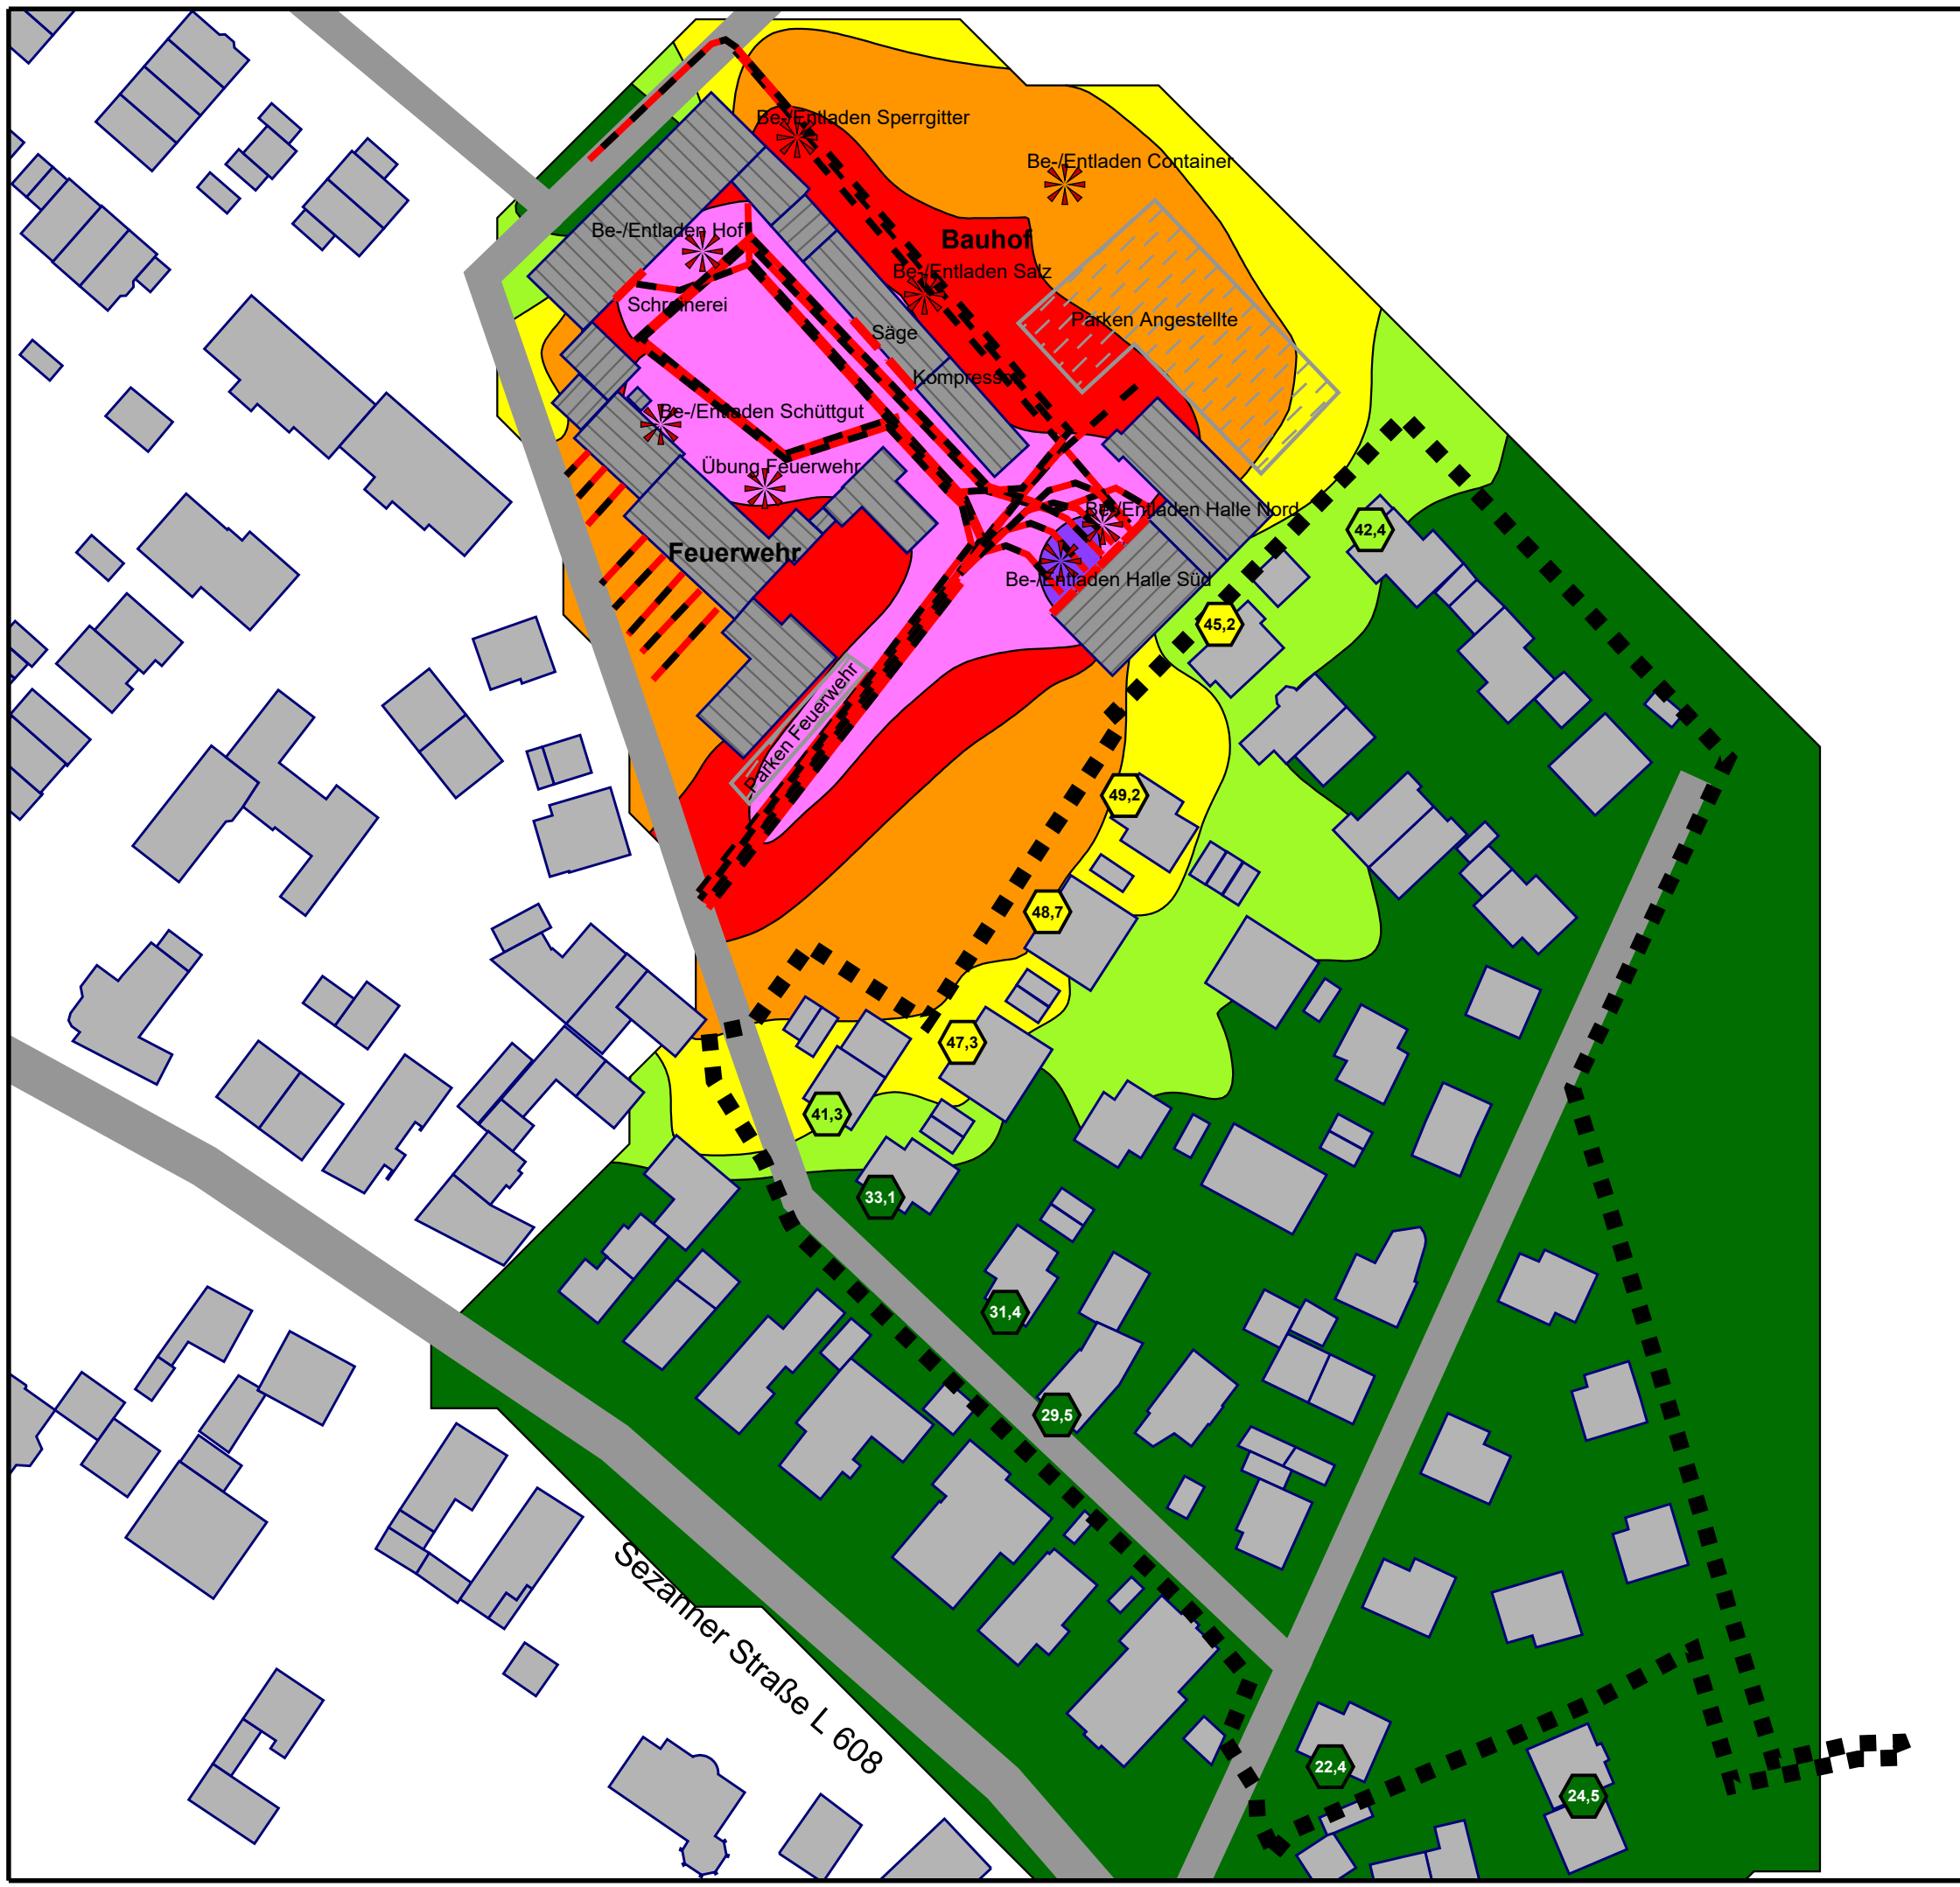 Be-/Entladen Sperrgitter
Be-/Entladen Container
Be-/Entladen Hof
Bauhof
Be-/Entladen Salz
Schreinerei
Parken Angestellte
Säge
Kompressor
Be-/Entladen Schüttgut
Übung Feuerwehr
Be-/Entladen Halle Nord
42,4
Feuerwehr
Be-/Entladen Halle Süd
45,2
Parken Feuerwehr
49,2
48,7
47,3
41,3
33,1
31,4
29,5
Sezanner Straße L 608
22,4
24,5